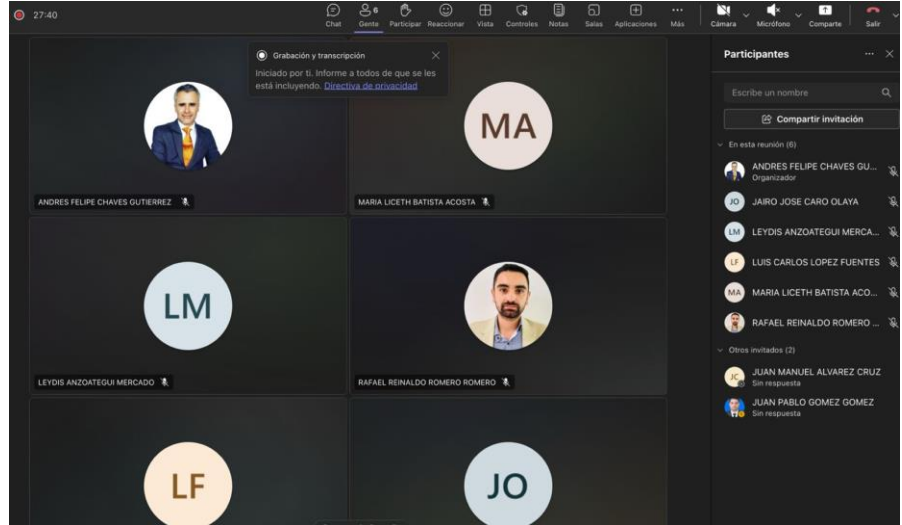 27:40
Chat
Gente
6
Participar
Reaccionar
Vista
Controles
Notas
Salas
Aplicaciones
Más
Cámara
Micrófono
Comparte
Salir
Grabación y transcripción
Iniciado por ti. Informe a todos de que se les
está incluyendo. Directiva de privacidad
ANDRES FELIPE CHAVES GUTIERREZ
MA
MARIA LICETH BATISTA ACOSTA
LM
LEYDIS ANZOATEGUI MERCADO
RAFAEL REINALDO ROMERO ROMERO
LF
JO
Participantes
Escribe un nombre
Compartir invitación
En esta reunión (6)
ANDRES FELIPE CHAVES GU...
Organizador
JO JAIRO JOSE CARO OLAYA
LM LEYDIS ANZOATEGUI MERCA...
LF LUIS CARLOS LOPEZ FUENTES
MA MARIA LICETH BATISTA ACO...
RAFAEL REINALDO ROMERO ...
Otros invitados (2)
JC JUAN MANUEL ALVAREZ CRUZ
Sin respuesta
JUAN PABLO GOMEZ GOMEZ
Sin respuesta